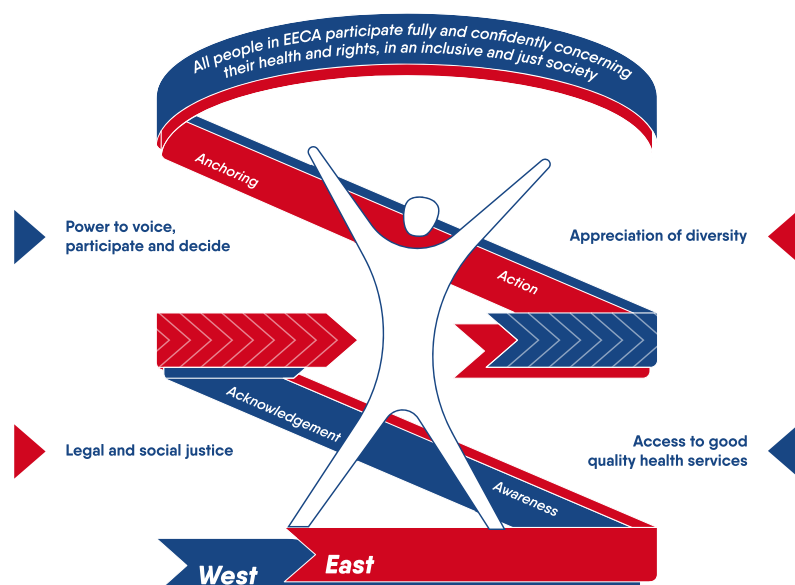 All people in EECA participate fully and confidently concerning
their health and rights, in an inclusive and just society
Anchoring
Power to voice,
participate and decide
Appreciation of diversity
Action
Acknowledgement
Legal and social justice
Access to good
quality health services
Awareness
West
East